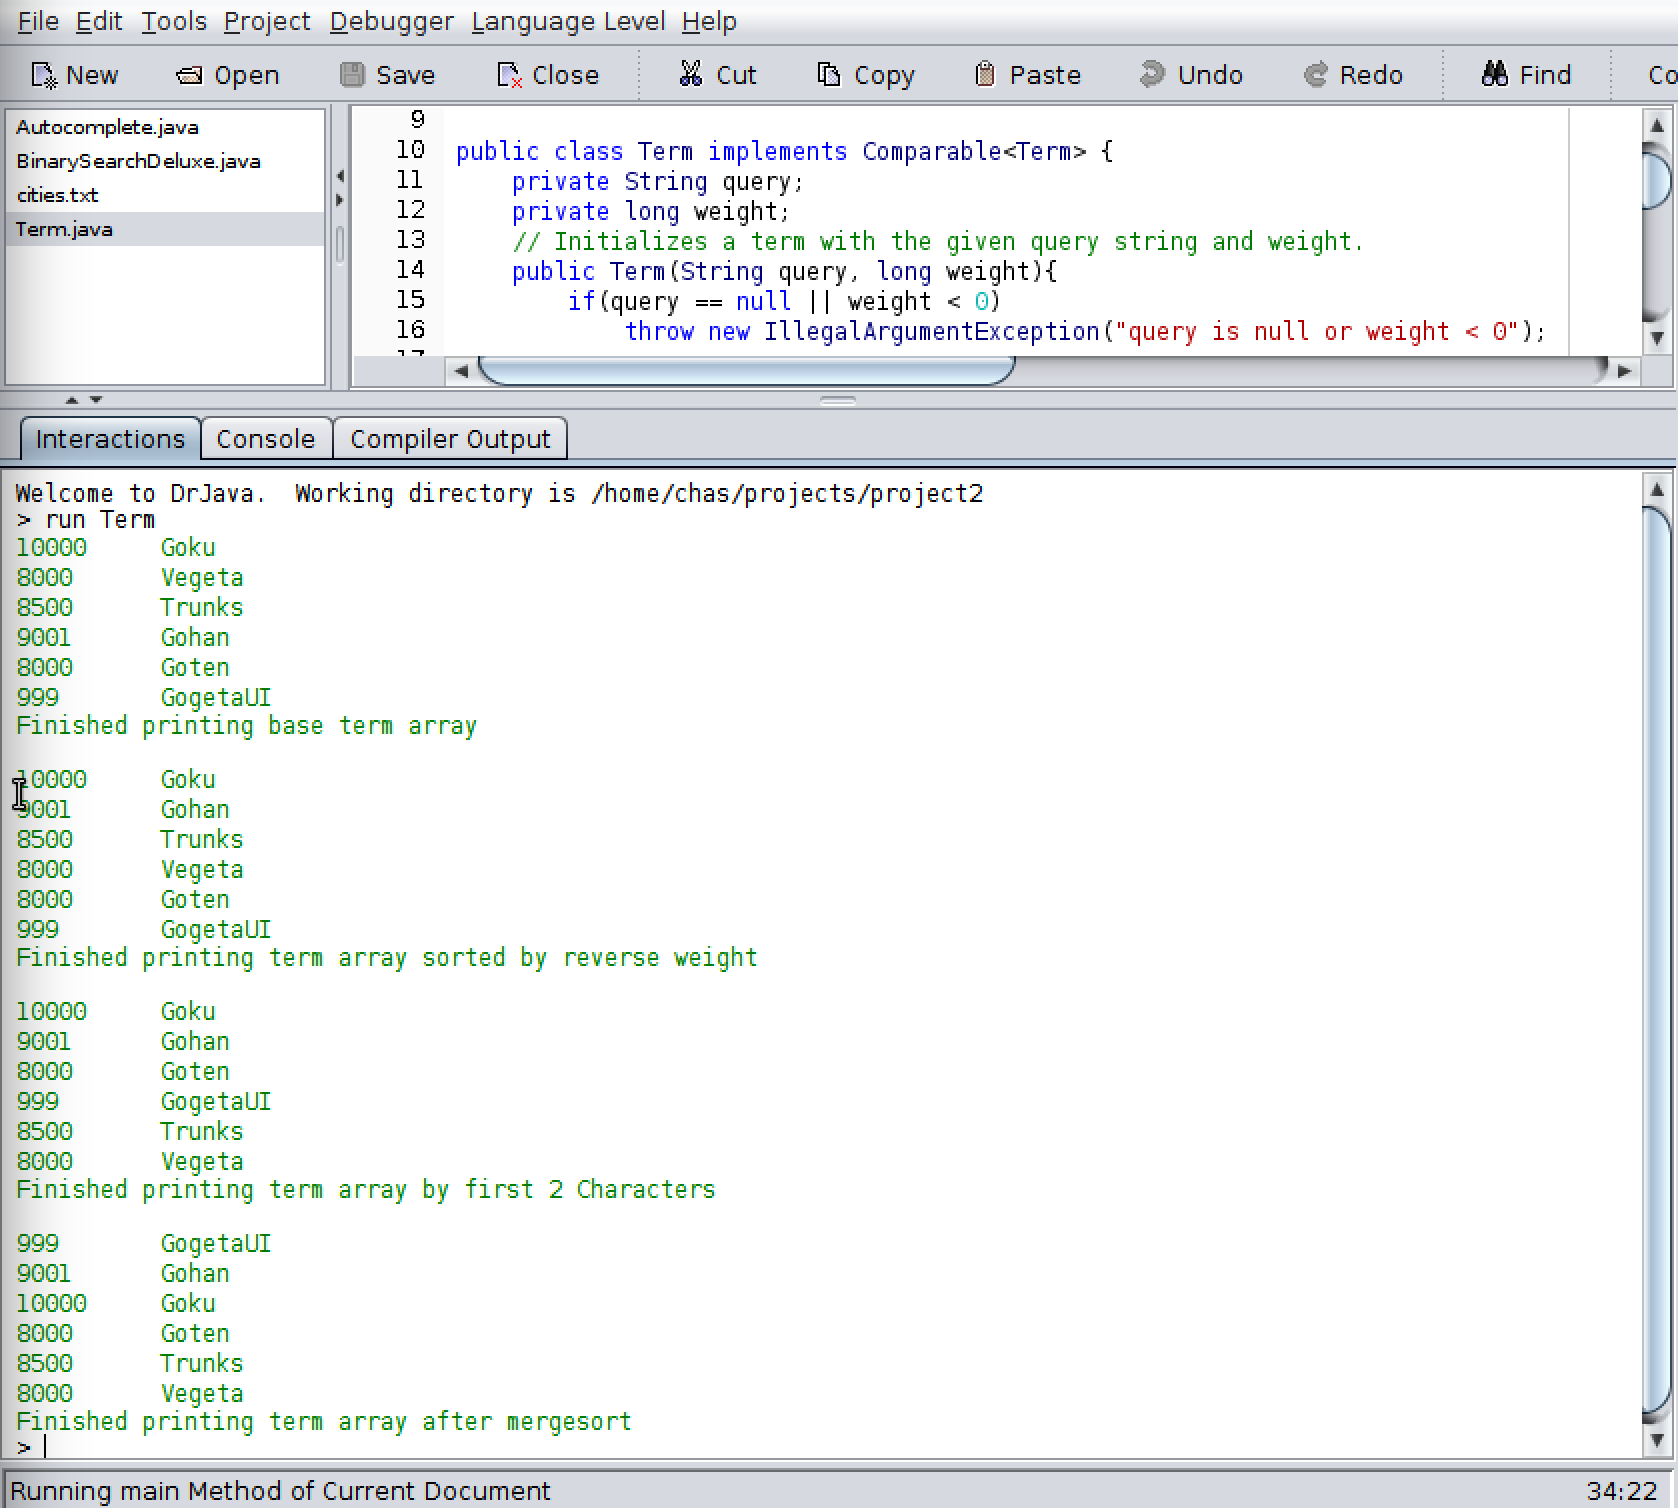 File Edit Tools Project Debugger Language Level Help
New Open Save Close Cut Copy Paste Undo Redo Find Co
Autocomplete.java
BinarySearchDeluxe.java
cities.txt
Term.java
9
10 public class Term implements Comparable<Term> {
11 private String query;
12 private long weight;
13 // Initializes a term with the given query string and weight.
14 public Term(String query, long weight){
15 if(query == null || weight < 0)
16 throw new IllegalArgumentException("query is null or weight < 0");
17
Interactions Console Compiler Output
Welcome to DrJava.  Working directory is /home/chas/projects/project2
> run Term
10000 Goku
8000 Vegeta
8500 Trunks
9001 Gohan
8000 Goten
999 GogetaUI
Finished printing base term array
10000 Goku
9001 Gohan
8500 Trunks
8000 Vegeta
8000 Goten
999 GogetaUI
Finished printing term array sorted by reverse weight
10000 Goku
9001 Gohan
8000 Goten
999 GogetaUI
8500 Trunks
8000 Vegeta
Finished printing term array by first 2 Characters
999 GogetaUI
9001 Gohan
10000 Goku
8000 Goten
8500 Trunks
8000 Vegeta
Finished printing term array after mergesort
>
Running main Method of Current Document 34:22